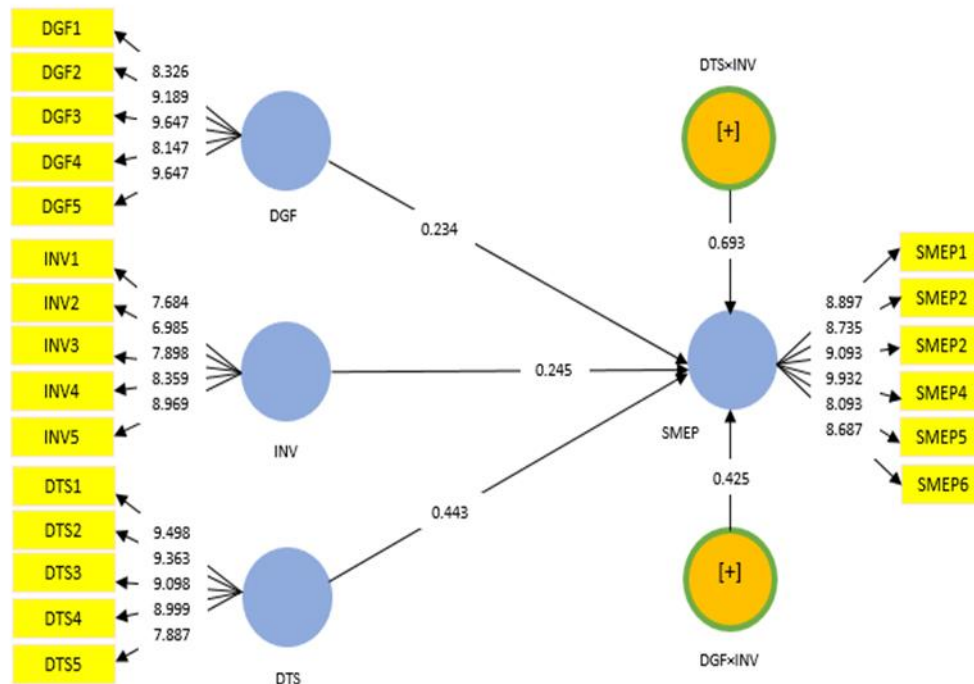 DGF1
DGF2
DGF3
DGF4
DGF5
8.326
9.189
9.647
8.147
9.647
DGF
INV1
INV2
INV3
INV4
INV5
7.684
6.985
7.898
8.359
8.969
INV
DTS1
DTS2
DTS3
DTS4
DTS5
9.498
9.363
9.098
8.999
7.887
DTS
0.234
0.245
0.443
DTS×INV
[+]
0.693
SMEP
0.425
[+]
DGF×INV
8.897
8.735
9.093
9.932
8.093
8.687
SMEP1
SMEP2
SMEP2
SMEP4
SMEP5
SMEP6